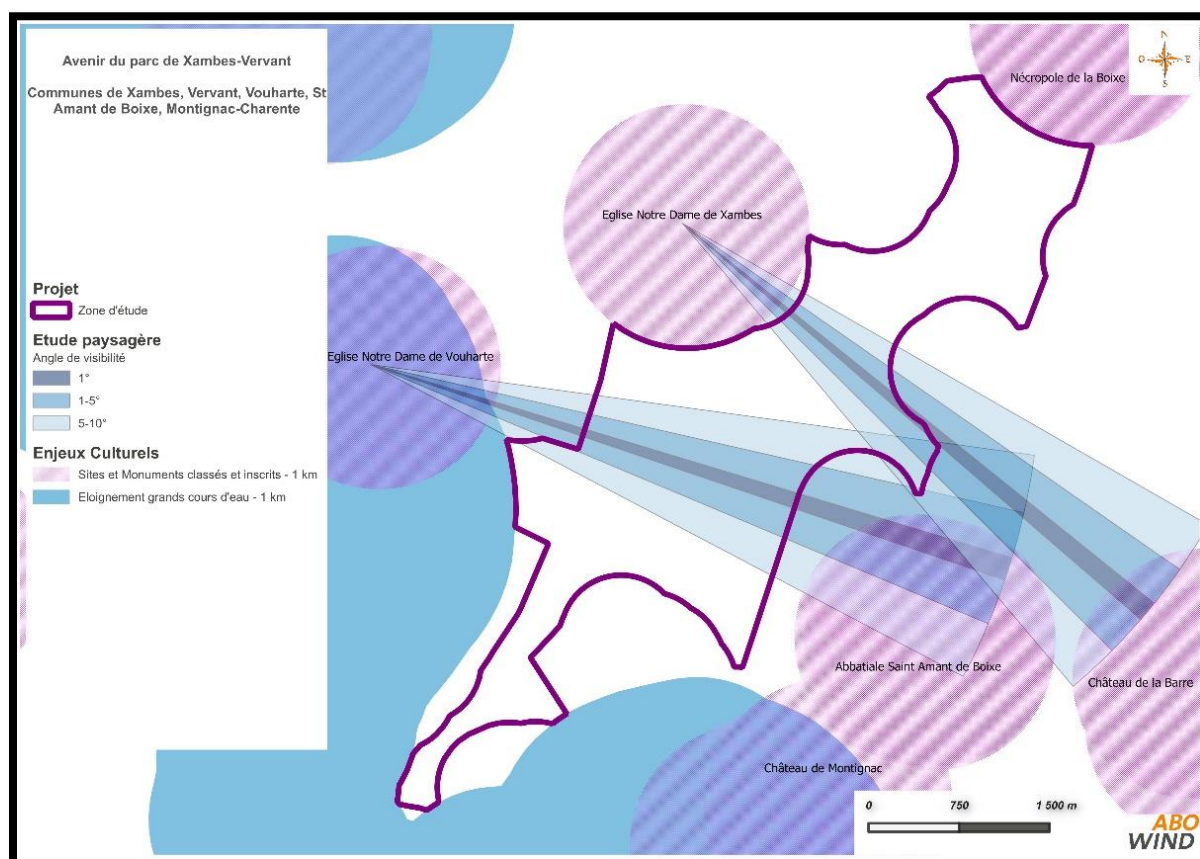 Avenir du parc de Xambes-Vervant
Communes de Xambes, Vervant, Vouharte, St
Amant de Boixe, Montignac-Charente
Projet
Zone d'étude
Etude paysagère
Angle de visibilité
1°
1-5°
5-10°
Enjeux Culturels
Sites et Monuments classés et inscrits - 1 km
Eloignement grands cours d'eau - 1 km
N
O
E
S
Nécropole de la Boixe
Eglise Notre Dame de Xambes
Eglise Notre Dame de Vouharte
Abbatiale Saint Amant de Boixe
Château de la Barre
Château de Montignac
0 750 1 500 m
ABO
WIND